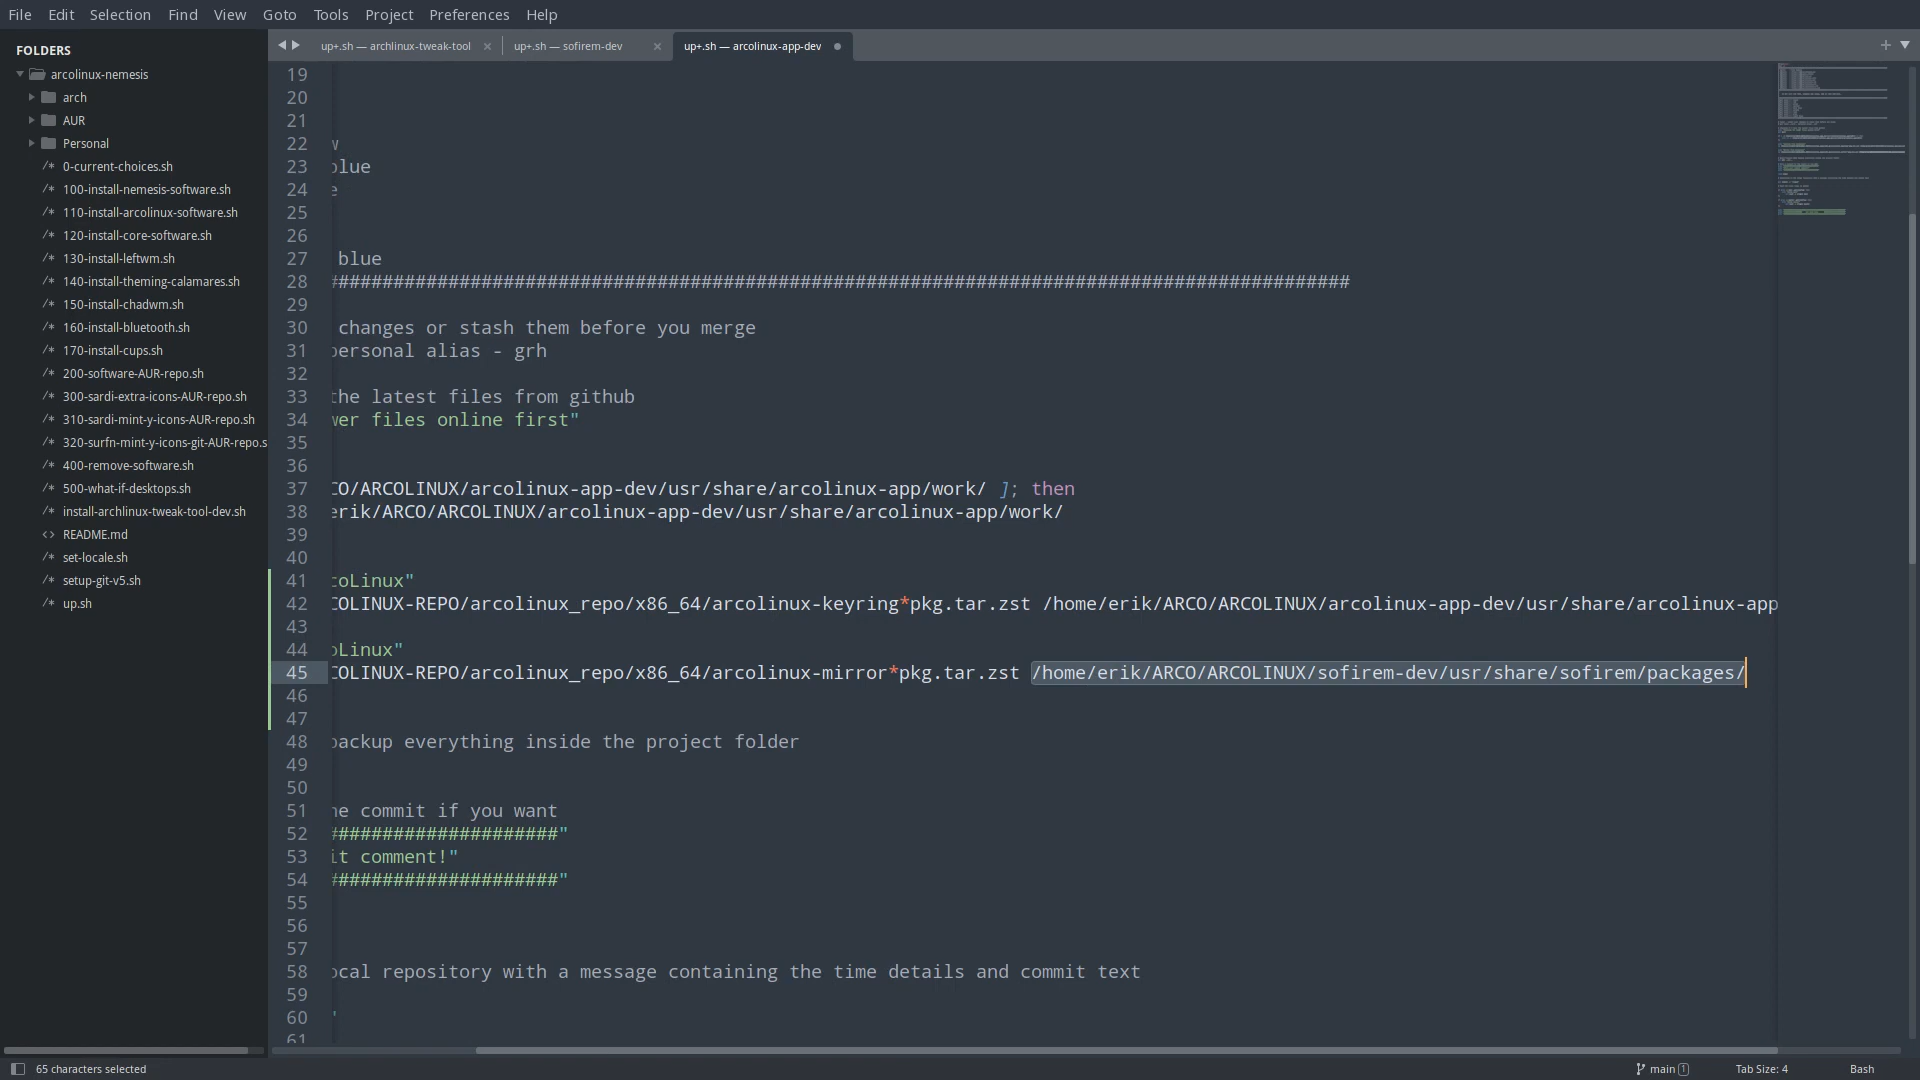 File Edit Selection Find View Goto Tools Project Preferences Help
FOLDERS
arcolinux-nemesis
arch
AUR
Personal
/* 0-current-choices.sh
/* 100-install-nemesis-software.sh
/* 110-install-arcolinux-software.sh
/* 120-install-core-software.sh
/* 130-install-leftwm.sh
/* 140-install-theming-calamares.sh
/* 150-install-chadwm.sh
/* 160-install-bluetooth.sh
/* 170-install-cups.sh
/* 200-software-AUR-repo.sh
/* 300-sardi-extra-icons-AUR-repo.sh
/* 310-sardi-mint-y-icons-AUR-repo.sh
/* 320-surfn-mint-y-icons-git-AUR-repo.s
/* 400-remove-software.sh
/* 500-what-if-desktops.sh
/* install-archlinux-tweak-tool-dev.sh
<> README.md
/* set-locale.sh
/* setup-git-v5.sh
/* up.sh
up+.sh — archlinux-tweak-tool × up+.sh — sofirem-dev × up+.sh — arcolinux-app-dev
19
20
21
22
23 blue
24
25
26
27 blue
28 #############################################################################################
29
30 changes or stash them before you merge
31 personal alias - grh
32
33 the latest files from github
34 wer files online first"
35
36
37 CO/ARCOLINUX/arcolinux-app-dev/usr/share/arcolinux-app/work/ ]; then
38 erik/ARCO/ARCOLINUX/arcolinux-app-dev/usr/share/arcolinux-app/work/
39
40
41 coLinux"
42 COLINUX-REPO/arcolinux_repo/x86_64/arcolinux-keyring*pkg.tar.zst /home/erik/ARCO/ARCOLINUX/arcolinux-app-dev/usr/share/arcolinux-app
43
44 oLinux"
45 COLINUX-REPO/arcolinux_repo/x86_64/arcolinux-mirror*pkg.tar.zst /home/erik/ARCO/ARCOLINUX/sofirem-dev/usr/share/sofirem/packages/
46
47
48 backup everything inside the project folder
49
50
51 he commit if you want
52 #####################"
53 it comment!"
54 #####################"
55
56
57
58 ocal repository with a message containing the time details and commit text
59
60 "
61
65 characters selected main 1 Tab Size: 4 Bash